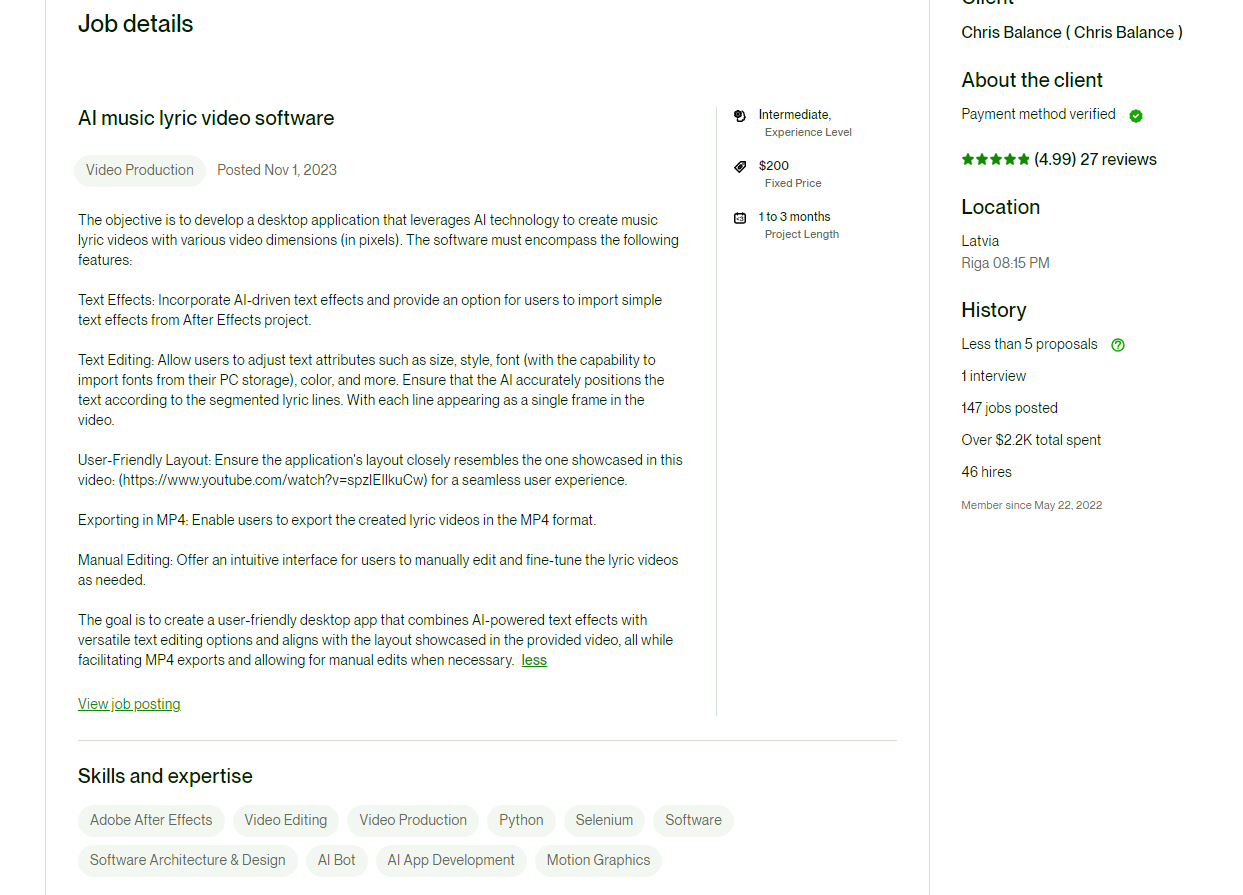 Job details
AI music lyric video software
Video Production Posted Nov 1, 2023
The objective is to develop a desktop application that leverages AI technology to create music
lyric videos with various video dimensions (in pixels). The software must encompass the following
features:
Text Effects: Incorporate AI-driven text effects and provide an option for users to import simple
text effects from After Effects project.
Text Editing: Allow users to adjust text attributes such as size, style, font (with the capability to
import fonts from their PC storage), color, and more. Ensure that the AI accurately positions the
text according to the segmented lyric lines. With each line appearing as a single frame in the
video.
User-Friendly Layout: Ensure the application's layout closely resembles the one showcased in this
video: (https://www.youtube.com/watch?v=spzlEIlkuCw) for a seamless user experience.
Exporting in MP4: Enable users to export the created lyric videos in the MP4 format.
Manual Editing: Offer an intuitive interface for users to manually edit and fine-tune the lyric videos
as needed.
The goal is to create a user-friendly desktop app that combines AI-powered text effects with
versatile text editing options and aligns with the layout showcased in the provided video, all while
facilitating MP4 exports and allowing for manual edits when necessary. less
View job posting
Intermediate,
Experience Level
$200
Fixed Price
1 to 3 months
Project Length
Skills and expertise
Adobe After Effects Video Editing Video Production Python Selenium Software
Software Architecture & Design AI Bot AI App Development Motion Graphics
Client
Chris Balance ( Chris Balance )
About the client
Payment method verified
(4.99) 27 reviews
Location
Latvia
Riga 08:15 PM
History
Less than 5 proposals
1 interview
147 jobs posted
Over $2.2K total spent
46 hires
Member since May 22, 2022